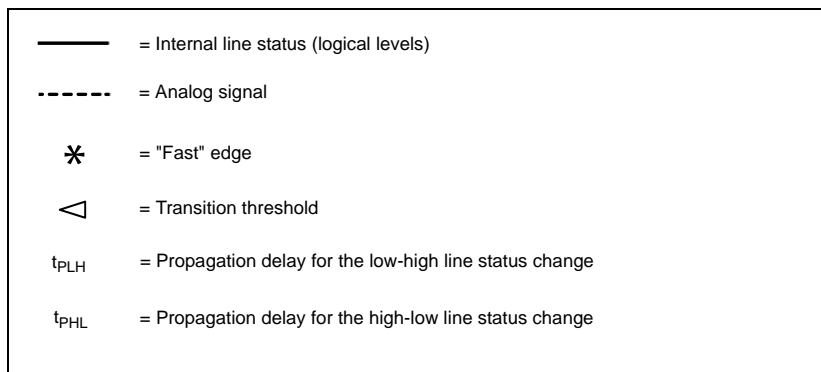 = Internal line status (logical levels)
= Analog signal
= "Fast" edge
= Transition threshold
tPLH = Propagation delay for the low-high line status change
tPHL = Propagation delay for the high-low line status change